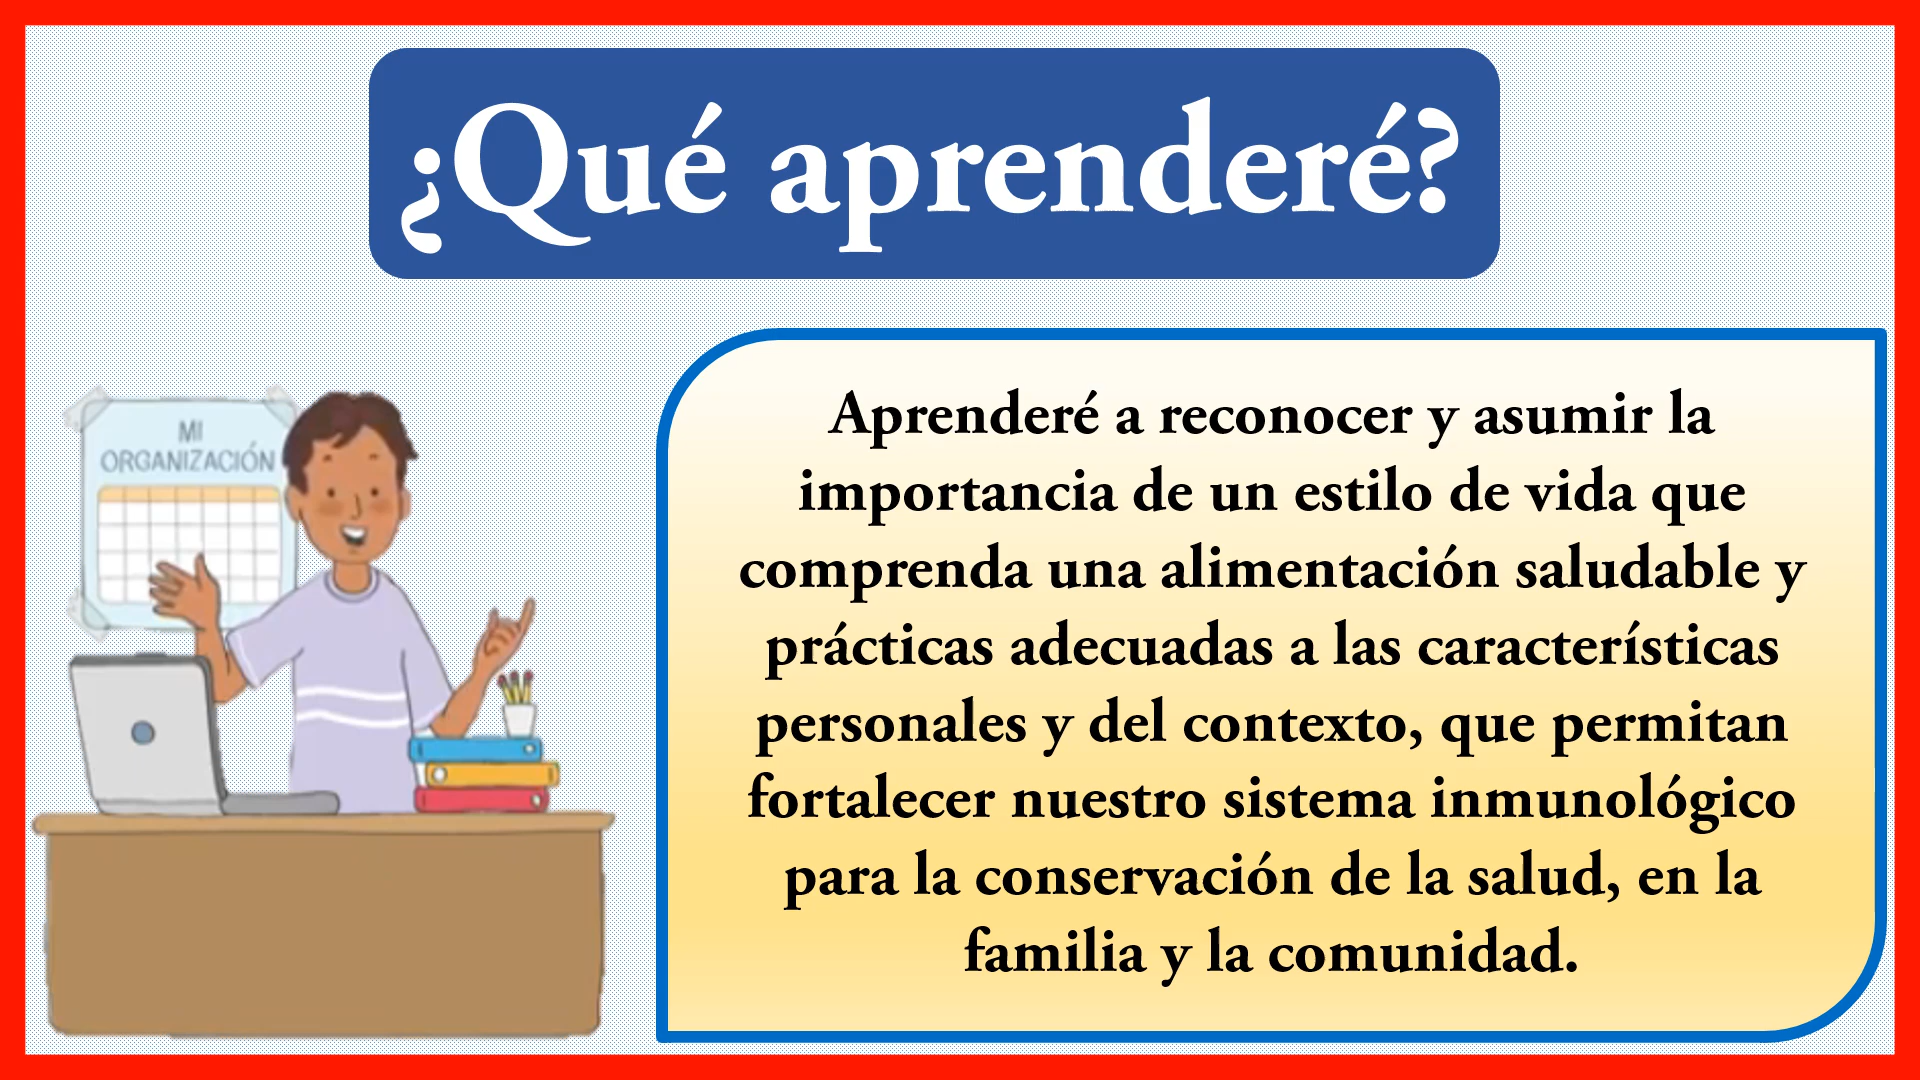 ¿Qué aprenderé?
MI
ORGANIZACIÓN
Aprenderé a reconocer y asumir la
importancia de un estilo de vida que
comprenda una alimentación saludable y
prácticas adecuadas a las características
personales y del contexto, que permitan
fortalecer nuestro sistema inmunológico
para la conservación de la salud, en la
familia y la comunidad.